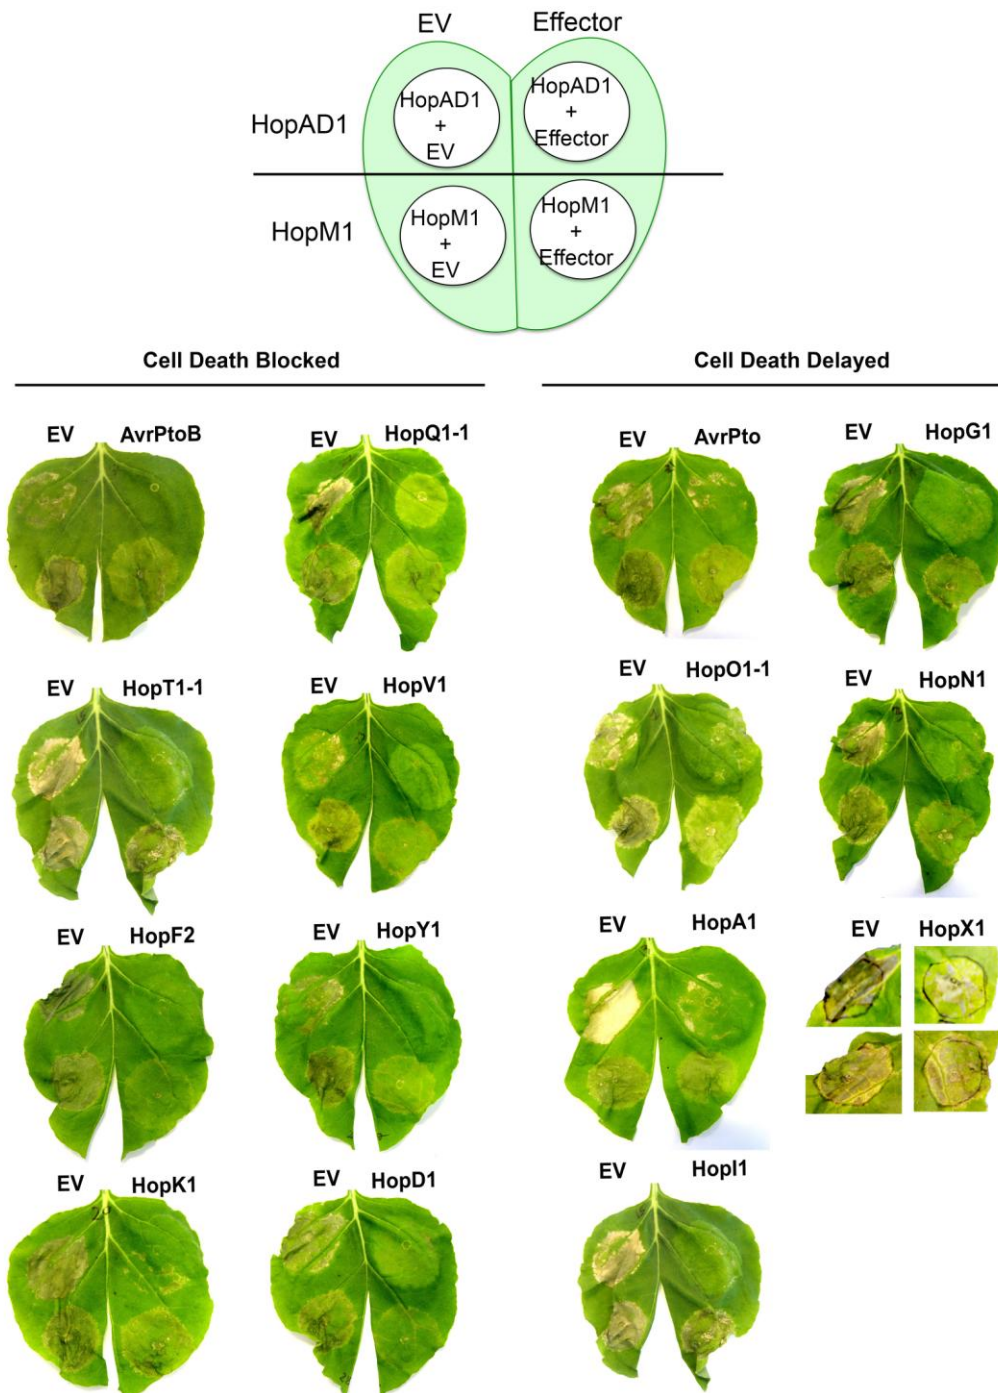 EV Effector
HopAD1
HopAD1
+
EV
HopAD1
+
Effector
HopM1
HopM1
+
EV
HopM1
+
Effector
Cell Death Blocked
Cell Death Delayed
EV AvrPtoB
EV HopQ1-1
EV AvrPto
EV HopG1
EV HopT1-1
EV HopV1
EV HopO1-1
EV HopN1
EV HopF2
EV HopY1
EV HopA1
EV HopX1
EV HopK1
EV HopD1
EV HopI1